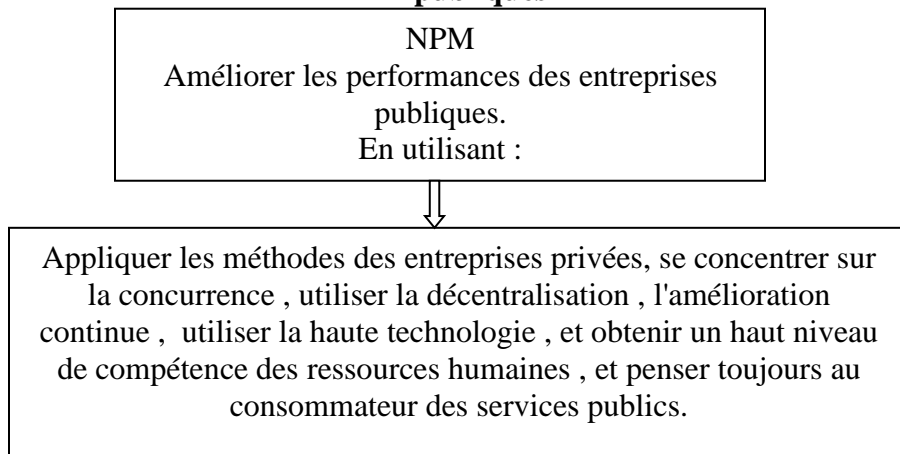 NPM
Améliorer les performances des entreprises
publiques.
En utilisant :
Appliquer les méthodes des entreprises privées, se concentrer sur
la concurrence , utiliser la décentralisation , l'amélioration
continue , utiliser la haute technologie , et obtenir un haut niveau
de compétence des ressources humaines , et penser toujours au
consommateur des services publics.